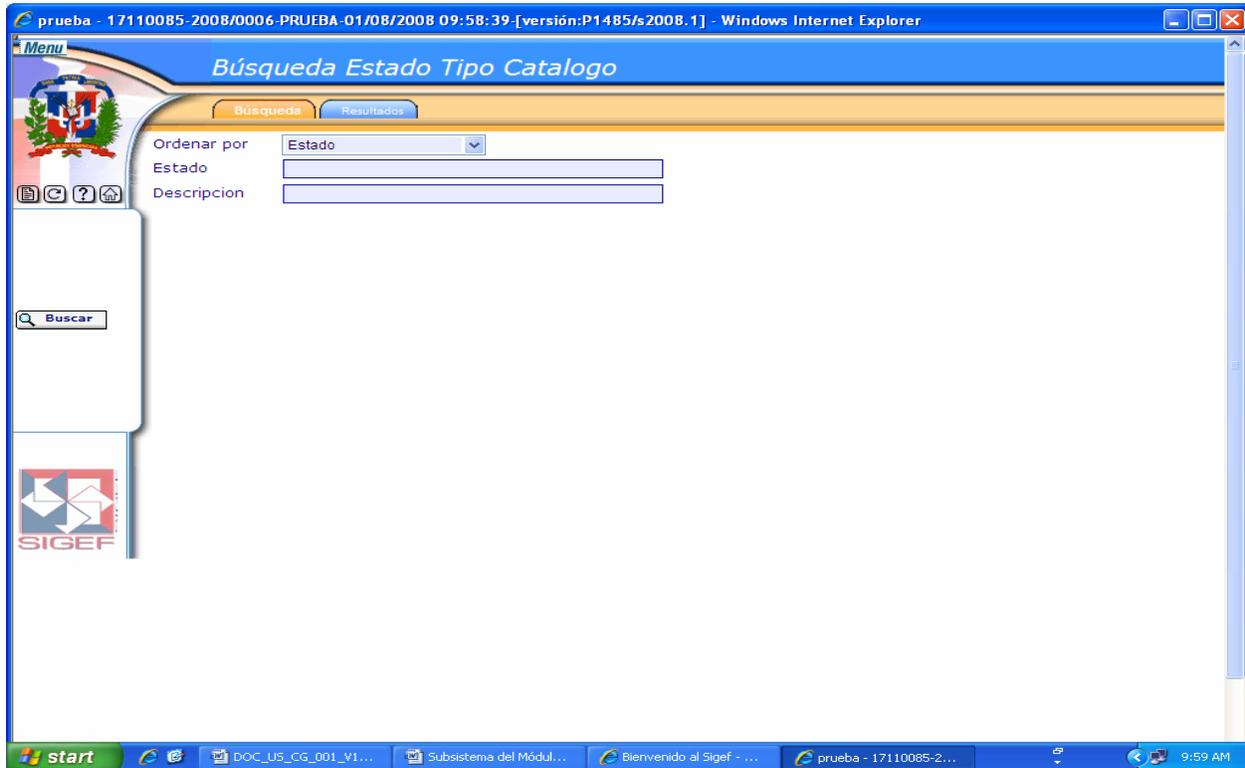 prueba - 17110085-2008/0006-PRUEBA-01/08/2008 09:58:39-[versión:P1485/s2008.1] - Windows Internet Explorer
Menu
Búsqueda Estado Tipo Catalogo
Búsqueda Resultados
Ordenar por Estado
Estado
Descripcion
Buscar
SIGEF
start DOC_US_CG_001_V1... Subsistema del Módul... Bienvenido al Sigef - ... prueba - 17110085-2... 9:59 AM